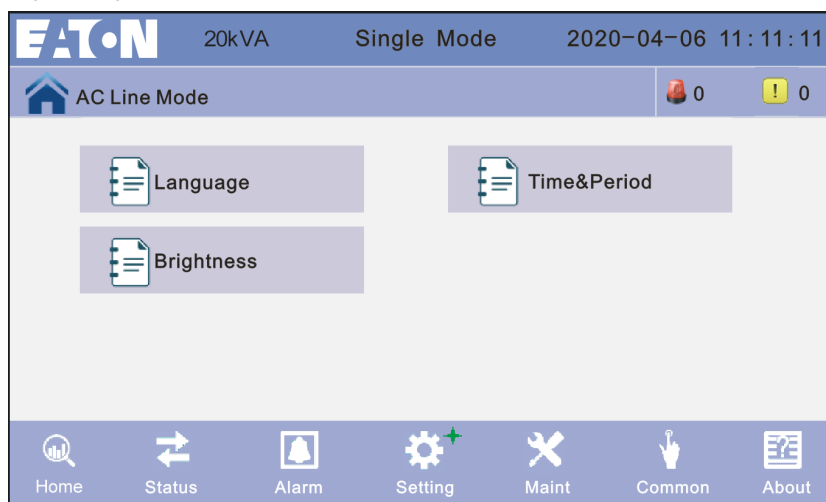 EATON 20kVA Single Mode 2020-04-06 11:11:11
AC Line Mode 0 ! 0
Language Time&Period
Brightness
Home Status Alarm Setting Maint Common About